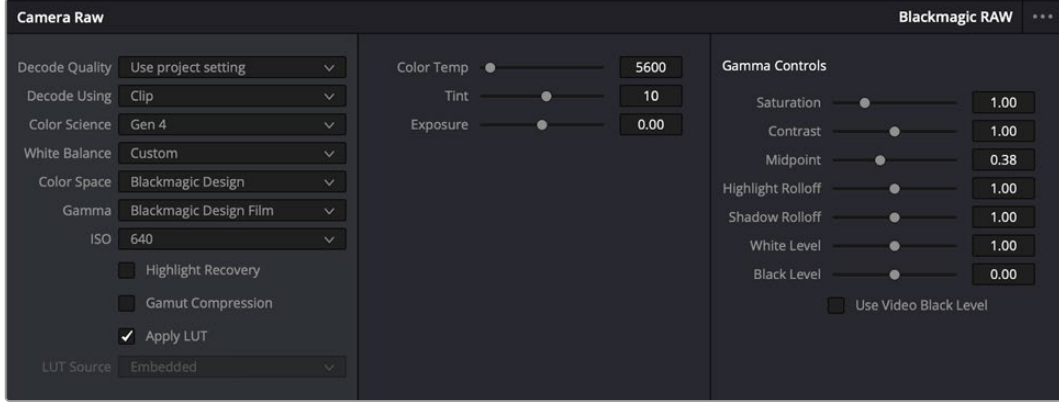 Camera Raw
Blackmagic RAW
Decode Quality Use project setting
Decode Using Clip
Color Science Gen 4
White Balance Custom
Color Space Blackmagic Design
Gamma Blackmagic Design Film
ISO 640
Highlight Recovery
Gamut Compression
Apply LUT
LUT Source Embedded
Color Temp 5600
Tint 10
Exposure 0.00
Gamma Controls
Saturation 1.00
Contrast 1.00
Midpoint 0.38
Highlight Rolloff 1.00
Shadow Rolloff 1.00
White Level 1.00
Black Level 0.00
Use Video Black Level